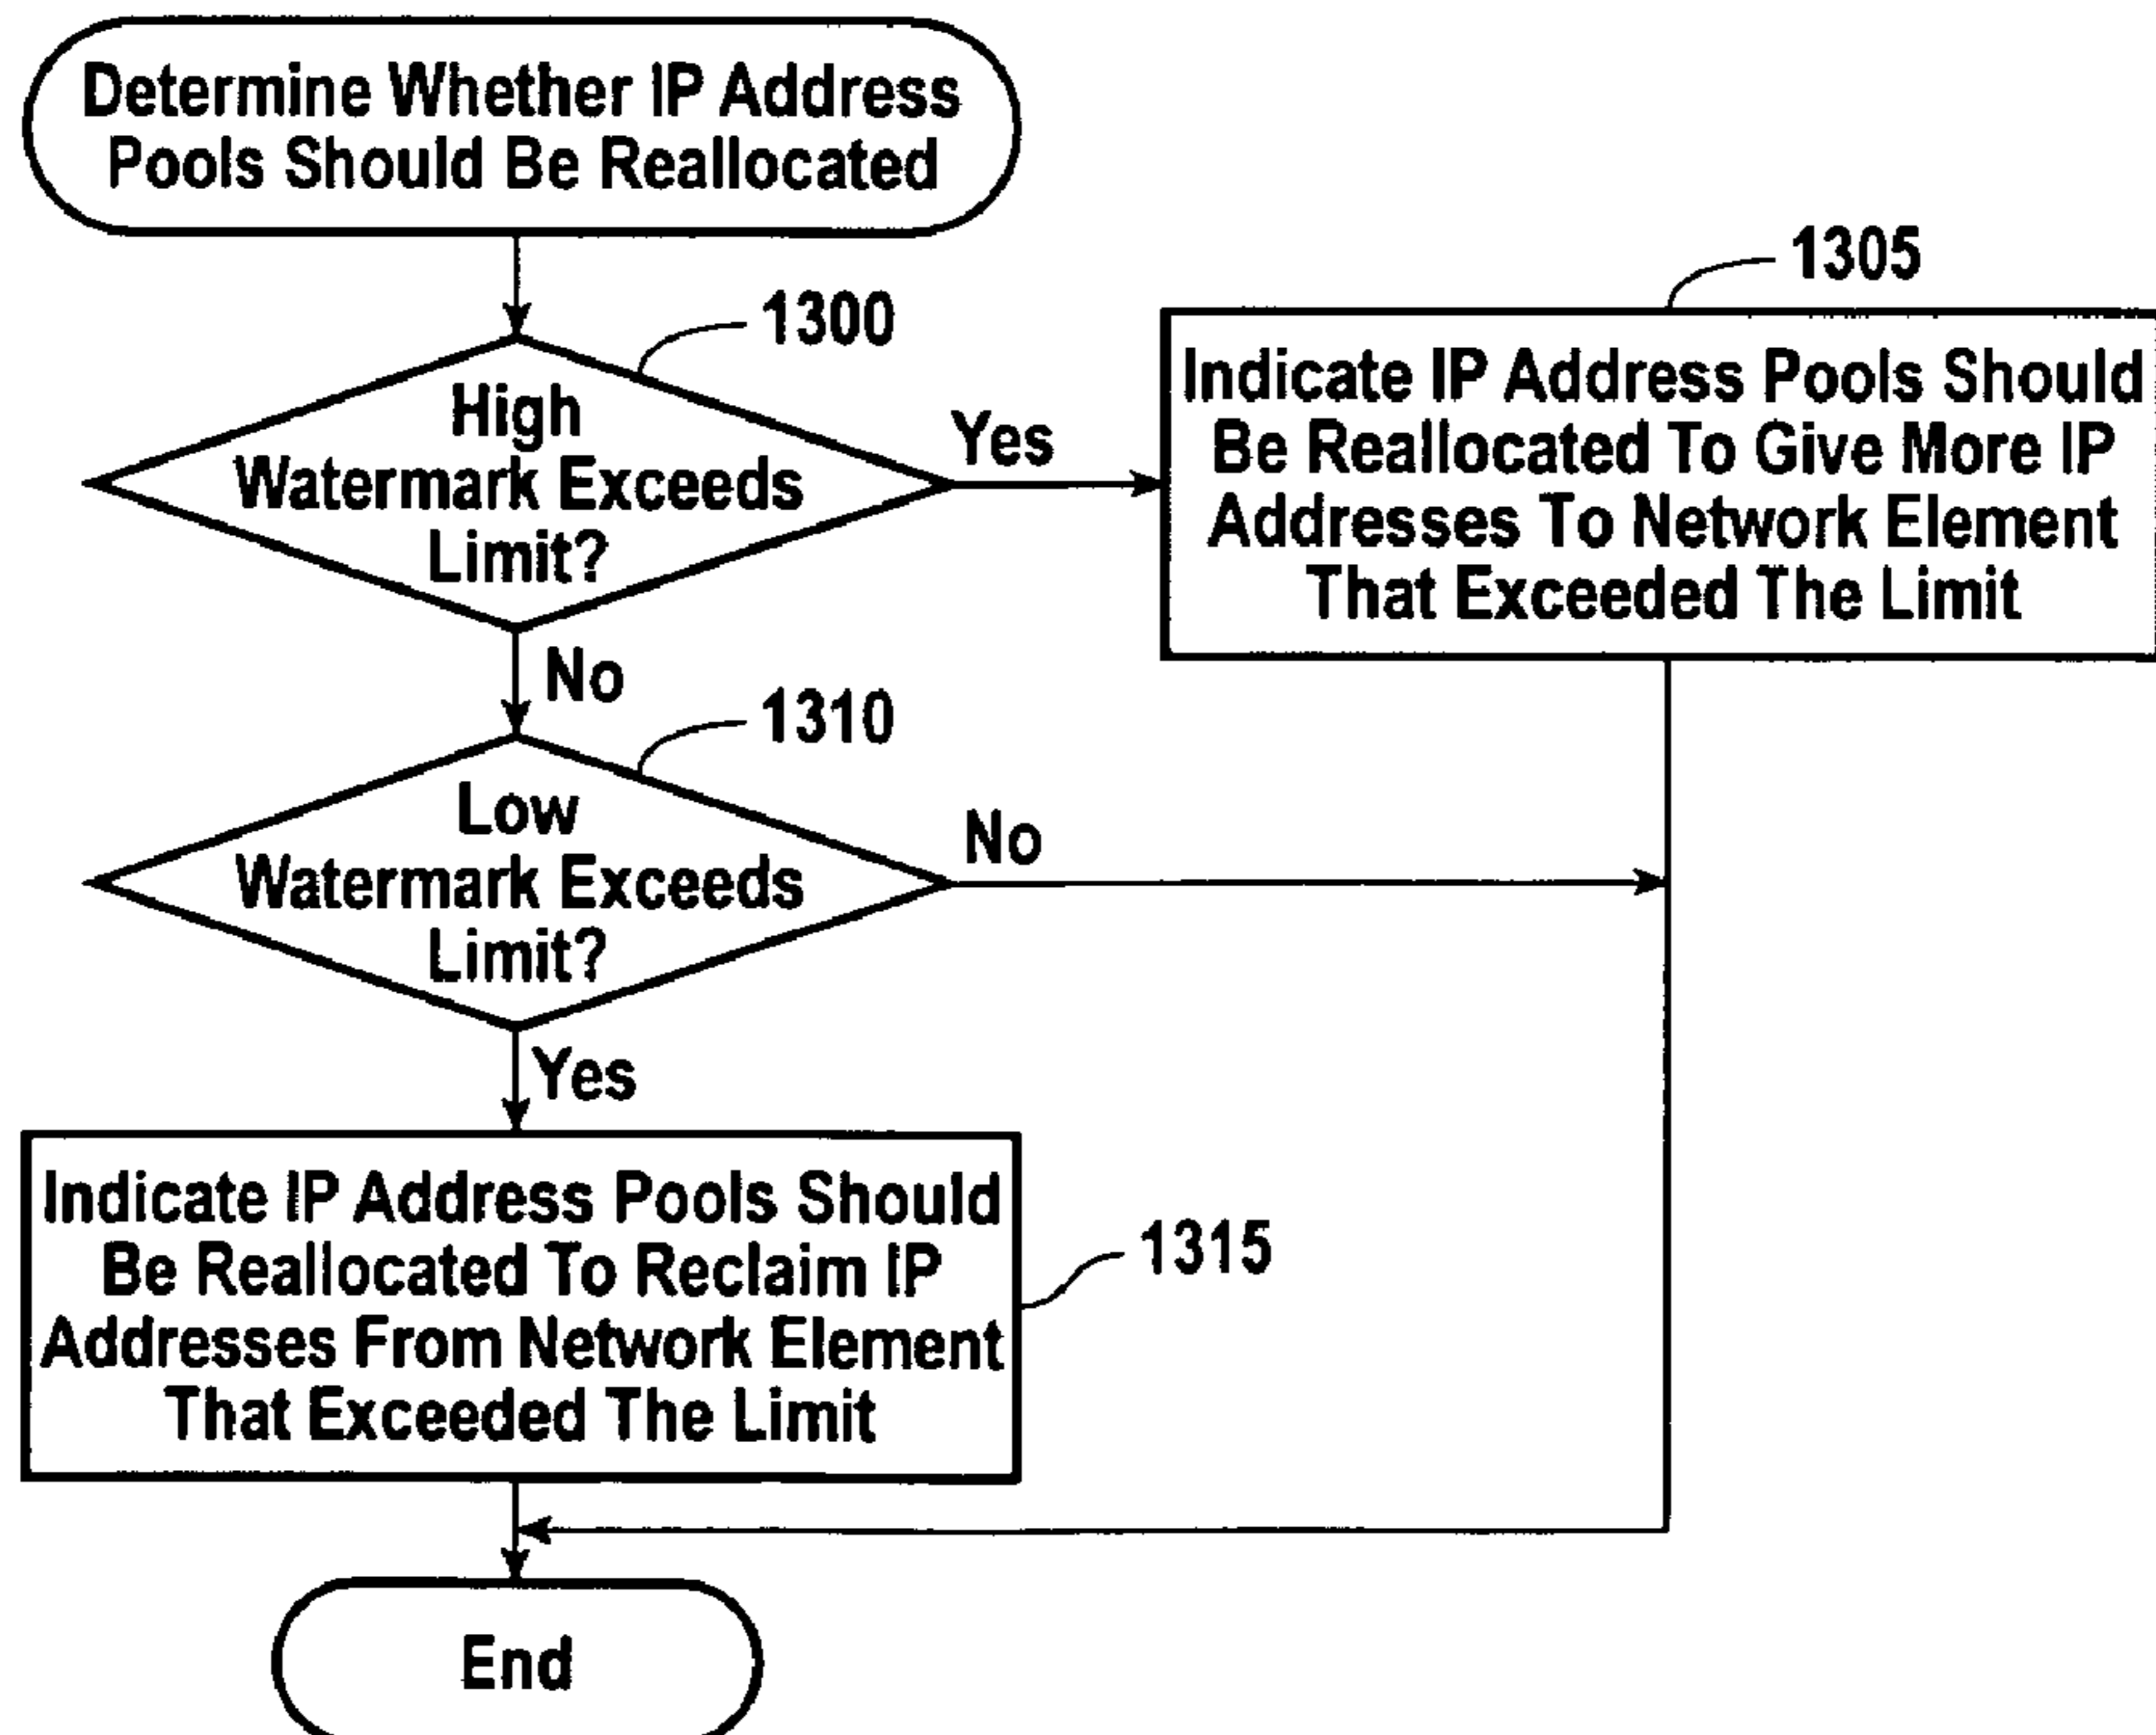 Determine Whether IP Address
Pools Should Be Reallocated
1300
High
Watermark Exceeds
Limit?
Yes
1305
Indicate IP Address Pools Should
Be Reallocated To Give More IP
Addresses To Network Element
That Exceeded The Limit
No
1310
Low
Watermark Exceeds
Limit?
No
Yes
Indicate IP Address Pools Should
Be Reallocated To Reclaim IP
Addresses From Network Element
That Exceeded The Limit
1315
End